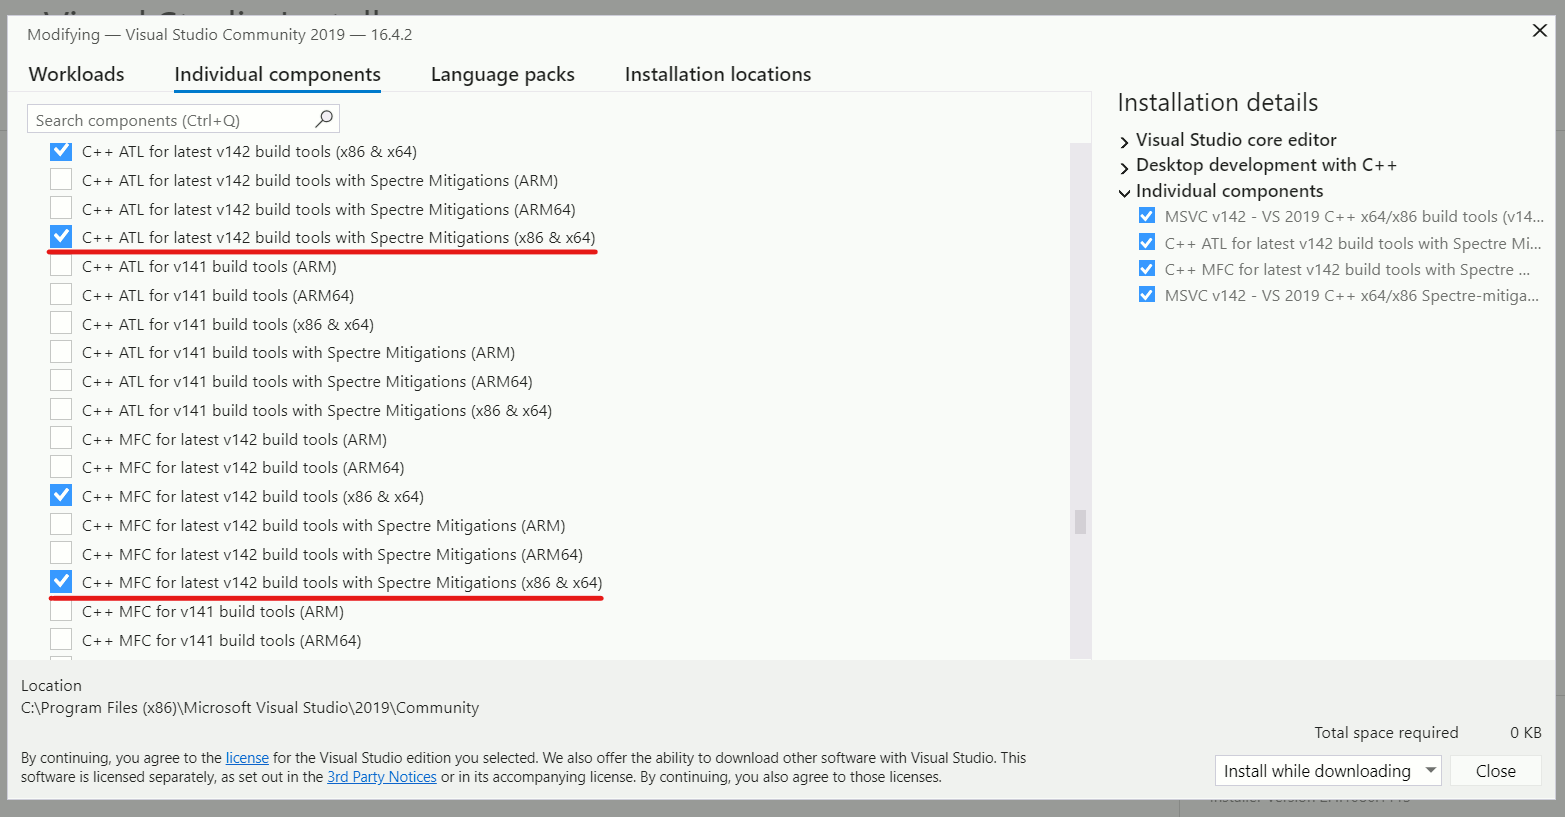 Modifying — Visual Studio Community 2019 — 16.4.2
Workloads
Individual components
Language packs
Installation locations
Search components (Ctrl+Q)
C++ ATL for latest v142 build tools (x86 & x64)
C++ ATL for latest v142 build tools with Spectre Mitigations (ARM)
C++ ATL for latest v142 build tools with Spectre Mitigations (ARM64)
C++ ATL for latest v142 build tools with Spectre Mitigations (x86 & x64)
C++ ATL for v141 build tools (ARM)
C++ ATL for v141 build tools (ARM64)
C++ ATL for v141 build tools (x86 & x64)
C++ ATL for v141 build tools with Spectre Mitigations (ARM)
C++ ATL for v141 build tools with Spectre Mitigations (ARM64)
C++ ATL for v141 build tools with Spectre Mitigations (x86 & x64)
C++ MFC for latest v142 build tools (ARM)
C++ MFC for latest v142 build tools (ARM64)
C++ MFC for latest v142 build tools (x86 & x64)
C++ MFC for latest v142 build tools with Spectre Mitigations (ARM)
C++ MFC for latest v142 build tools with Spectre Mitigations (ARM64)
C++ MFC for latest v142 build tools with Spectre Mitigations (x86 & x64)
C++ MFC for v141 build tools (ARM)
C++ MFC for v141 build tools (ARM64)
Installation details
Visual Studio core editor
Desktop development with C++
Individual components
MSVC v142 - VS 2019 C++ x64/x86 build tools (v14...
C++ ATL for latest v142 build tools with Spectre Mi...
C++ MFC for latest v142 build tools with Spectre ...
MSVC v142 - VS 2019 C++ x64/x86 Spectre-mitiga...
Location
C:\Program Files (x86)\Microsoft Visual Studio\2019\Community
Total space required 0 KB
By continuing, you agree to the license for the Visual Studio edition you selected. We also offer the ability to download other software with Visual Studio. This
software is licensed separately, as set out in the 3rd Party Notices or in its accompanying license. By continuing, you also agree to those licenses.
Install while downloading
Close